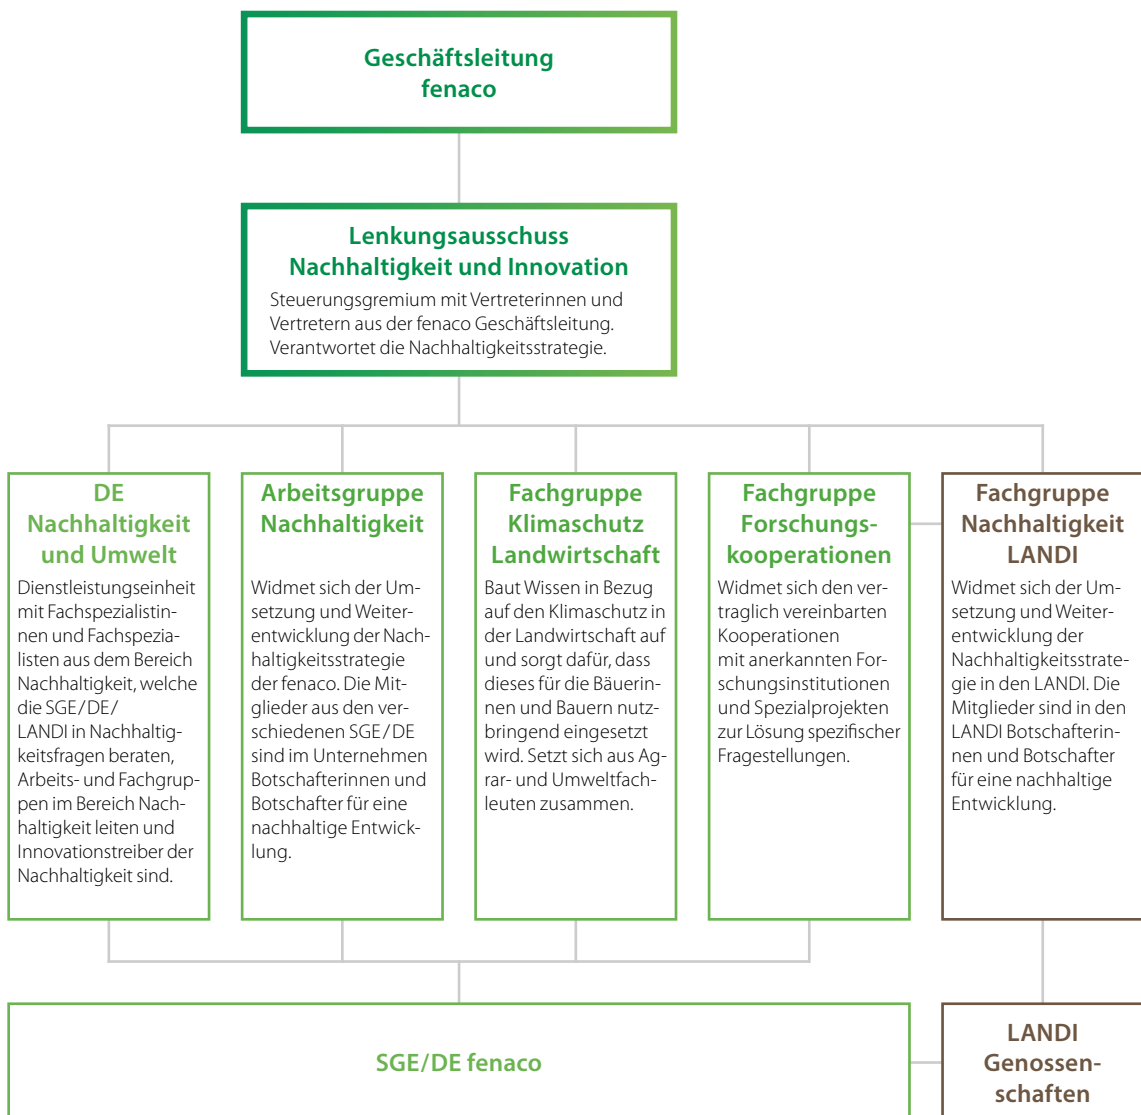 Geschäftsleitung
fenaco
Lenkungsausschuss
Nachhaltigkeit und Innovation
Steuerungsgremium mit Vertreterinnen und
Vertretern aus der fenaco Geschäftsleitung.
Verantwortet die Nachhaltigkeitsstrategie.
DE
Nachhaltigkeit
und Umwelt
Dienstleistungseinheit
mit Fachspezialistin-
nen und Fachspezia-
listen aus dem Bereich
Nachhaltigkeit, welche
die SGE/DE/
LANDI in Nachhaltig-
keitsfragen beraten,
Arbeits- und Fachgrup-
pen im Bereich Nach-
haltigkeit leiten und
Innovationstreiber der
Nachhaltigkeit sind.
Arbeitsgruppe
Nachhaltigkeit
Widmet sich der Um-
setzung und Weiter-
entwicklung der Nach-
haltigkeitsstrategie
der fenaco. Die Mit-
glieder aus den ver-
schiedenen SGE/DE
sind im Unternehmen
Botschafterinnen und
Botschafter für eine
nachhaltige Entwick-
lung.
Fachgruppe
Klimaschutz
Landwirtschaft
Baut Wissen in Bezug
auf den Klimaschutz in
der Landwirtschaft auf
und sorgt dafür, dass
dieses für die Bäuerin-
nen und Bauern nutz-
bringend eingesetzt
wird. Setzt sich aus Ag-
rar- und Umweltfach-
leuten zusammen.
Fachgruppe
Forschungs-
kooperationen
Widmet sich den ver-
traglich vereinbarten
Kooperationen
mit anerkannten For-
schungsinstitutionen
und Spezialprojekten
zur Lösung spezifischer
Fragestellungen.
Fachgruppe
Nachhaltigkeit
LANDI
Widmet sich der Um-
setzung und Weiter-
entwicklung der
Nachhaltigkeitsstrate-
gie in den LANDI. Die
Mitglieder sind in den
LANDI Botschafterin-
nen und Botschafter
für eine nachhaltige
Entwicklung.
SGE/DE fenaco
LANDI
Genossen-
schaften